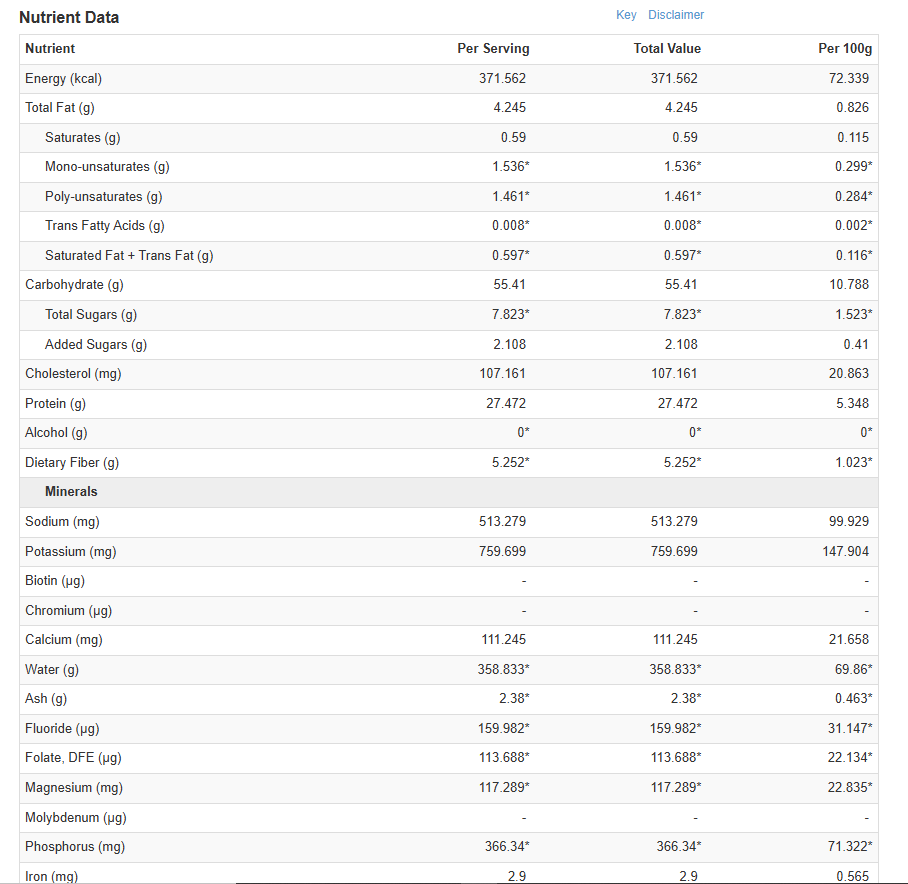 Nutrient Data Key Disclaimer
Nutrient Per Serving Total Value Per 100g
Energy (kcal) 371.562 371.562 72.339
Total Fat (g) 4.245 4.245 0.826
Saturates (g) 0.59 0.59 0.115
Mono-unsaturates (g) 1.536* 1.536* 0.299*
Poly-unsaturates (g) 1.461* 1.461* 0.284*
Trans Fatty Acids (g) 0.008* 0.008* 0.002*
Saturated Fat + Trans Fat (g) 0.597* 0.597* 0.116*
Carbohydrate (g) 55.41 55.41 10.788
Total Sugars (g) 7.823* 7.823* 1.523*
Added Sugars (g) 2.108 2.108 0.41
Cholesterol (mg) 107.161 107.161 20.863
Protein (g) 27.472 27.472 5.348
Alcohol (g) 0* 0* 0*
Dietary Fiber (g) 5.252* 5.252* 1.023*
Minerals
Sodium (mg) 513.279 513.279 99.929
Potassium (mg) 759.699 759.699 147.904
Biotin (µg) - - -
Chromium (µg) - - -
Calcium (mg) 111.245 111.245 21.658
Water (g) 358.833* 358.833* 69.86*
Ash (g) 2.38* 2.38* 0.463*
Fluoride (µg) 159.982* 159.982* 31.147*
Folate, DFE (µg) 113.688* 113.688* 22.134*
Magnesium (mg) 117.289* 117.289* 22.835*
Molybdenum (µg) - - -
Phosphorus (mg) 366.34* 366.34* 71.322*
Iron (mg) 2.9 2.9 0.565